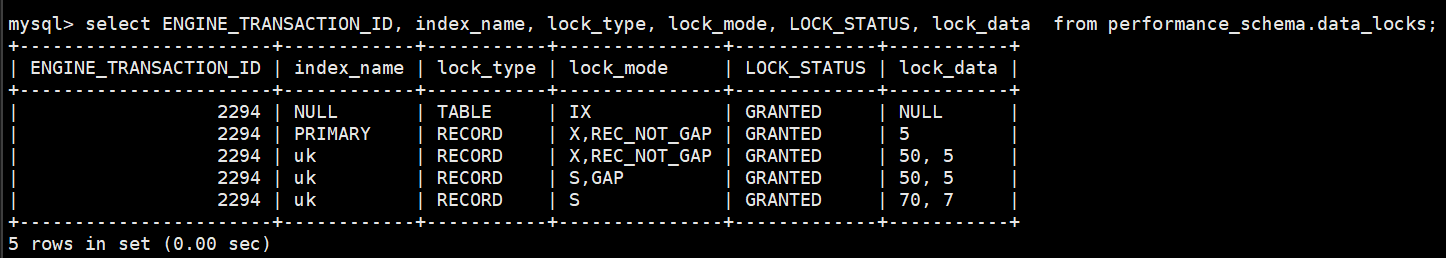 mysql> select ENGINE_TRANSACTION_ID, index_name, lock_type, lock_mode, LOCK_STATUS, lock_data  from performance_schema.data_locks;
+-----------------------+------------+-----------+---------------+-------------+-----------+
| ENGINE_TRANSACTION_ID | index_name | lock_type | lock_mode     | LOCK_STATUS | lock_data |
+-----------------------+------------+-----------+---------------+-------------+-----------+
|                  2294 | NULL       | TABLE     | IX            | GRANTED     | NULL      |
|                  2294 | PRIMARY    | RECORD    | X,REC_NOT_GAP | GRANTED     | 5         |
|                  2294 | uk         | RECORD    | X,REC_NOT_GAP | GRANTED     | 50, 5     |
|                  2294 | uk         | RECORD    | S,GAP         | GRANTED     | 50, 5     |
|                  2294 | uk         | RECORD    | S             | GRANTED     | 70, 7     |
+-----------------------+------------+-----------+---------------+-------------+-----------+
5 rows in set (0.00 sec)